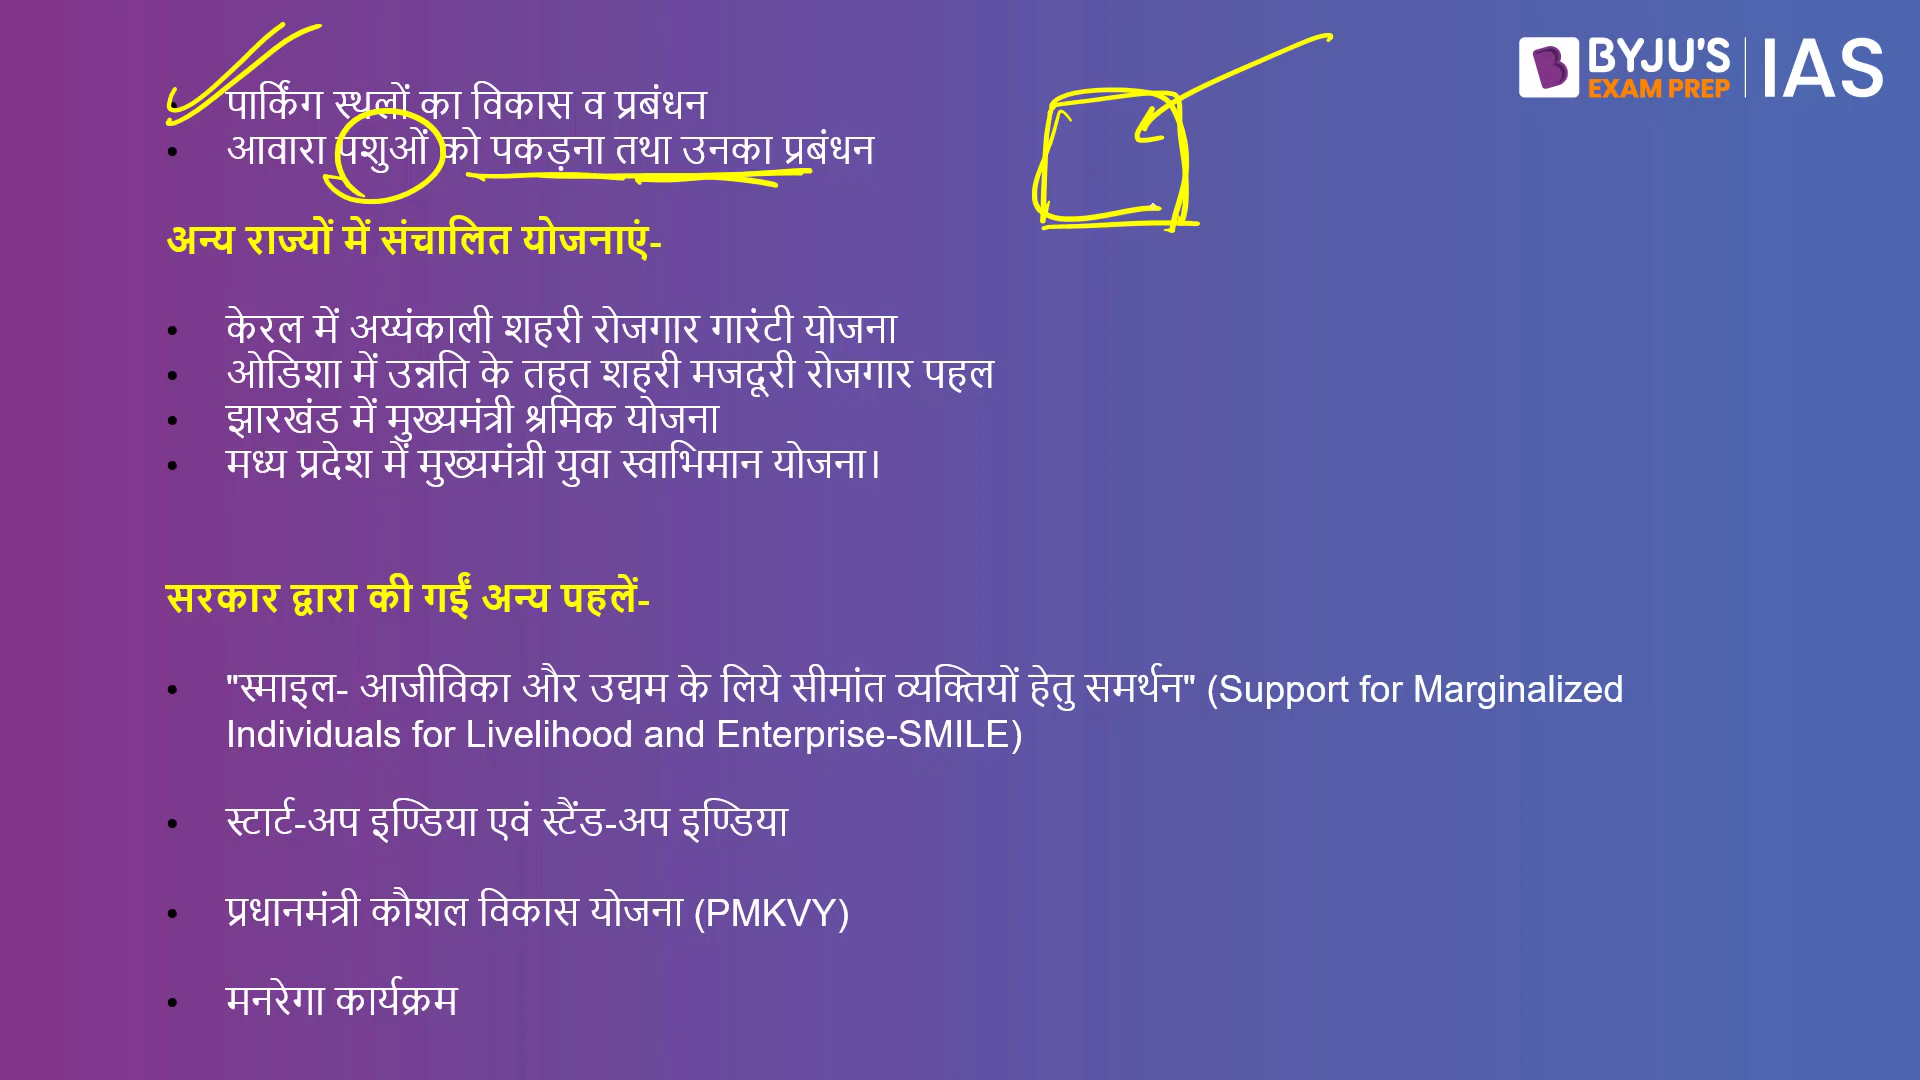 BYJU'S
EXAM PREP
IAS
• पार्किंग स्थलों का विकास व प्रबंधन
• आवारा पशुओं को पकड़ना तथा उनका प्रबंधन
अन्य राज्यों में संचालित योजनाएं-
• केरल में अय्यंकाली शहरी रोजगार गारंटी योजना
• ओडिशा में उन्नति के तहत शहरी मजदूरी रोजगार पहल
• झारखंड में मुख्यमंत्री श्रमिक योजना
• मध्य प्रदेश में मुख्यमंत्री युवा स्वाभिमान योजना।
सरकार द्वारा की गईं अन्य पहलें-
• "स्माइल- आजीविका और उद्यम के लिये सीमांत व्यक्तियों हेतु समर्थन" (Support for Marginalized
Individuals for Livelihood and Enterprise-SMILE)
• स्टार्ट-अप इण्डिया एवं स्टैंड-अप इण्डिया
• प्रधानमंत्री कौशल विकास योजना (PMKVY)
• मनरेगा कार्यक्रम